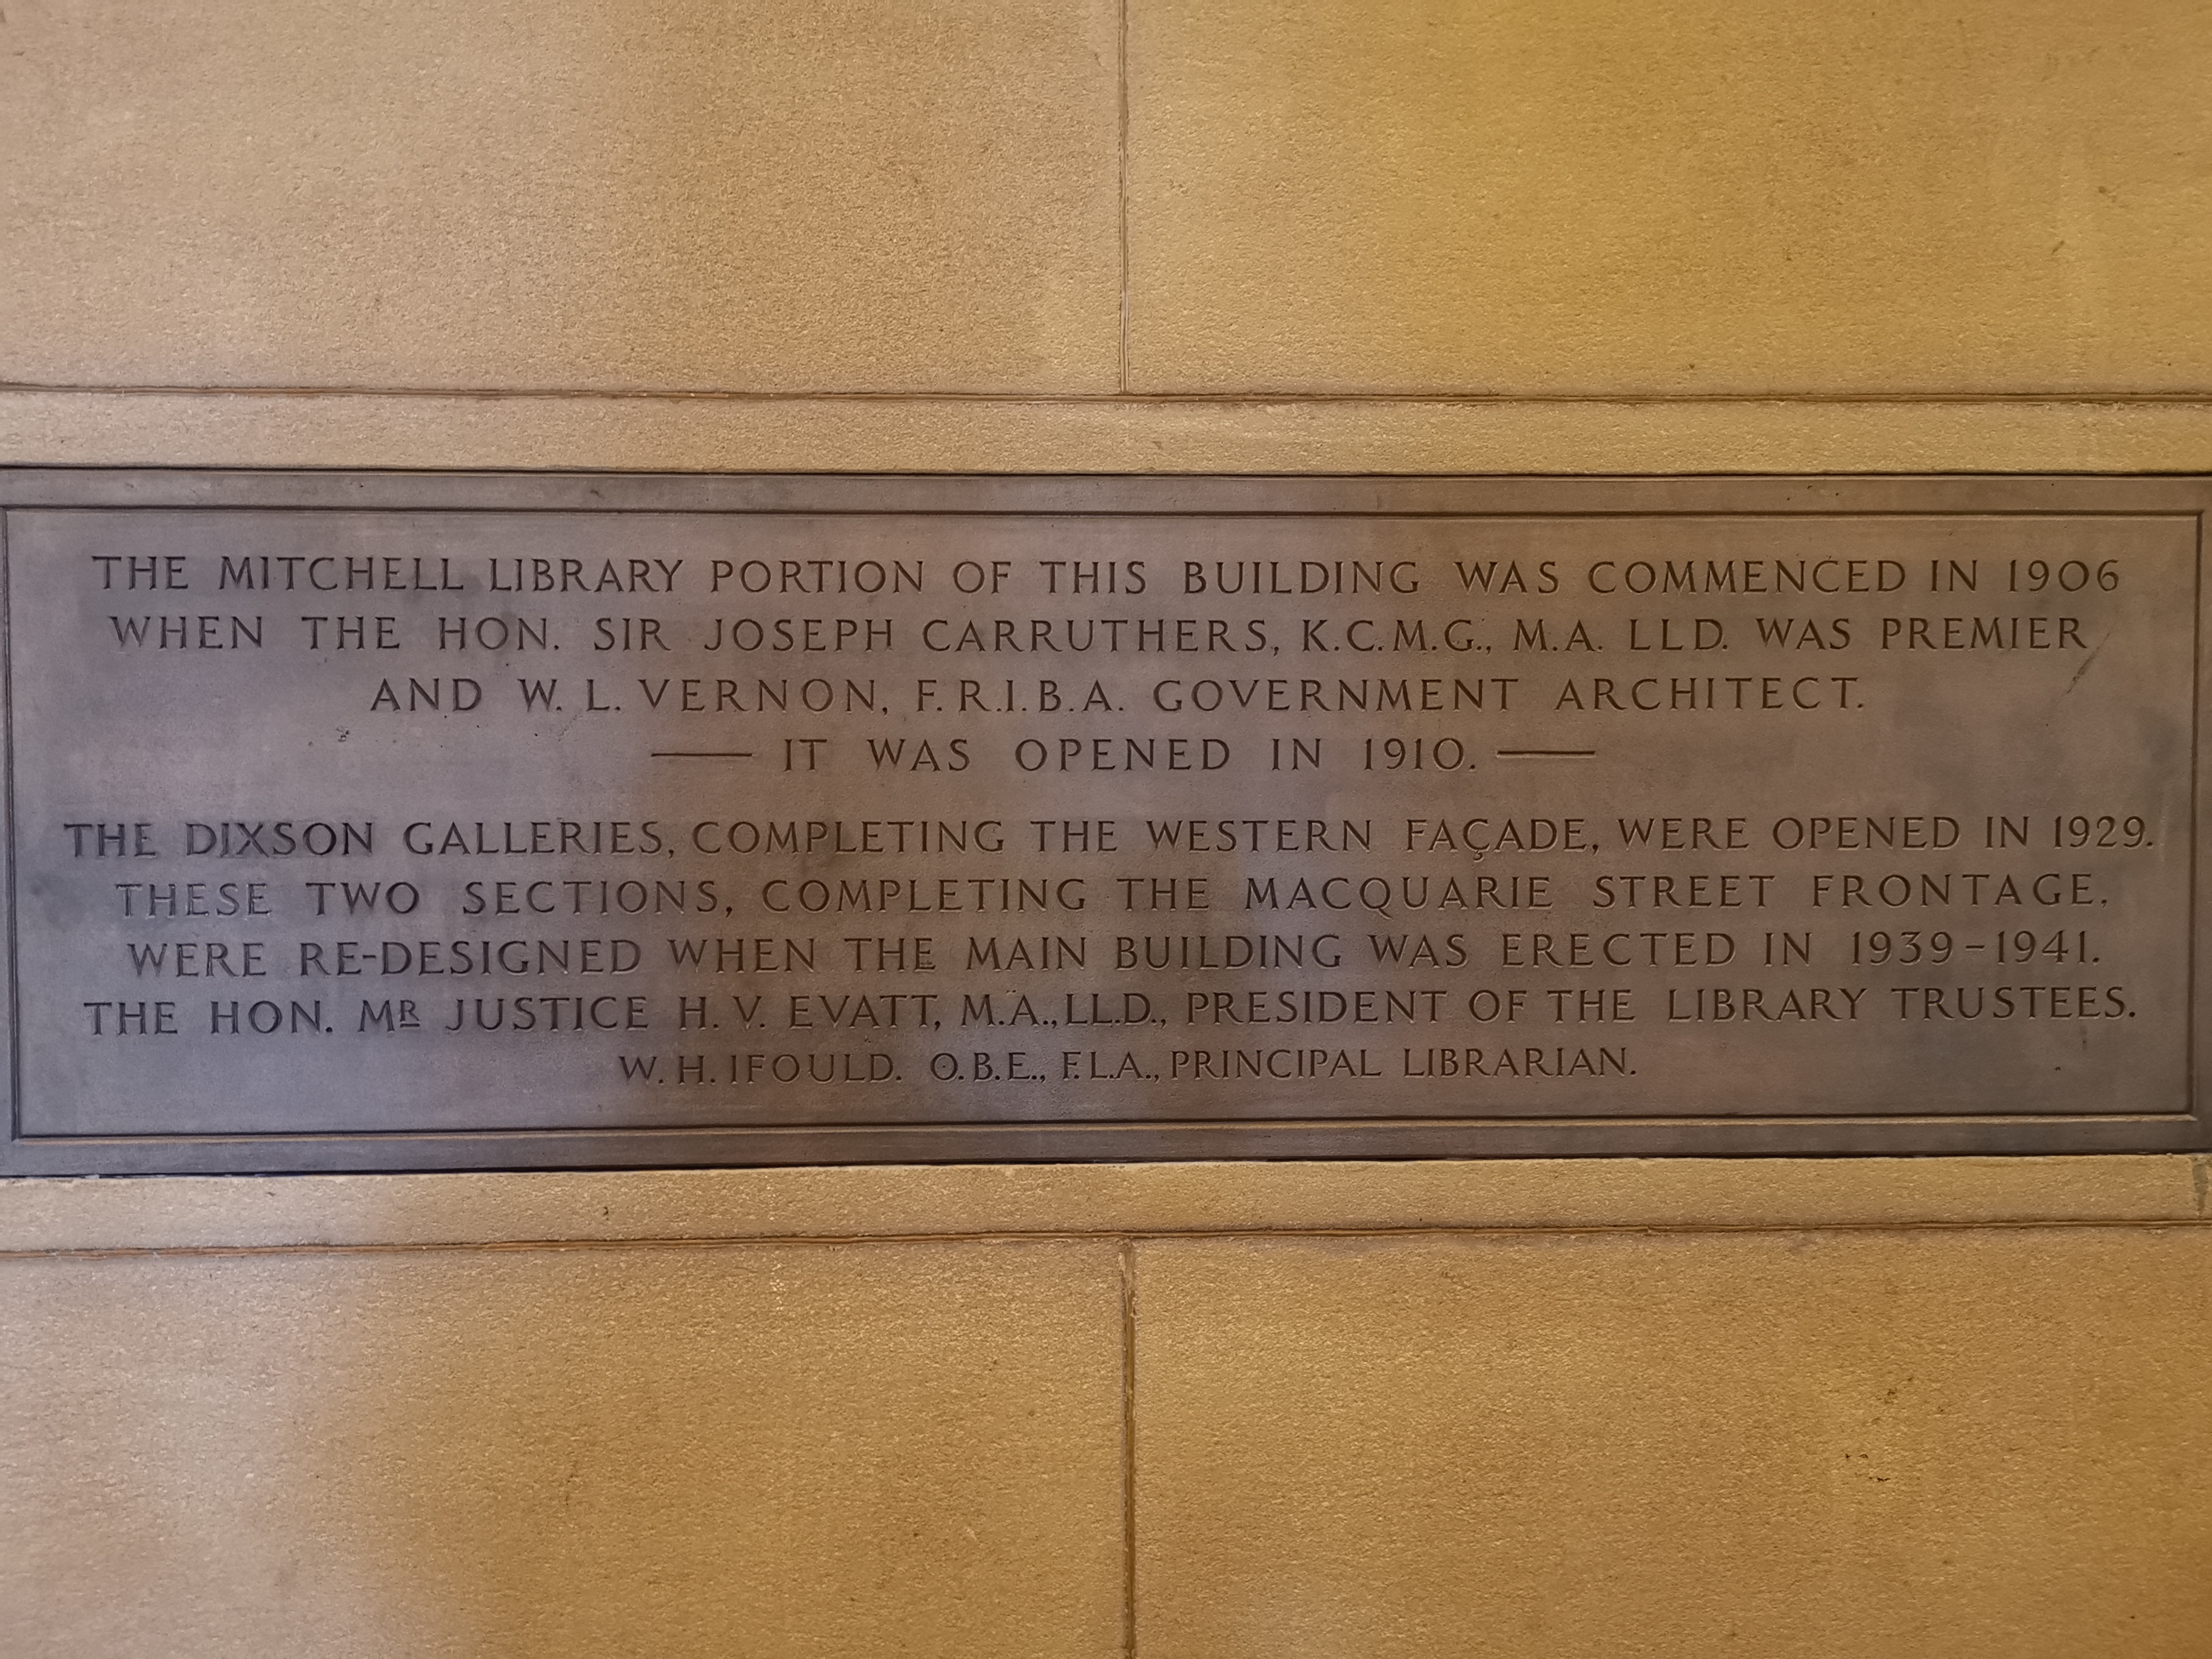 THE MITCHELL LIBRARY PORTION OF THIS BUILDING WAS COMMENCED IN 1906
WHEN THE HON. SIR JOSEPH CARRUTHERS, K.C.M.G., M.A. LLD. WAS PREMIER
AND W. L. VERNON, F.R.I.B.A. GOVERNMENT ARCHITECT.
— IT WAS OPENED IN 1910. —
THE DIXSON GALLERIES, COMPLETING THE WESTERN FAÇADE, WERE OPENED IN 1929.
THESE TWO SECTIONS, COMPLETING THE MACQUARIE STREET FRONTAGE,
WERE RE-DESIGNED WHEN THE MAIN BUILDING WAS ERECTED IN 1939-1941.
THE HON. MR JUSTICE H. V. EVATT, M.A., LL.D., PRESIDENT OF THE LIBRARY TRUSTEES.
W. H. IFOULD. O.B.E., F.L.A., PRINCIPAL LIBRARIAN.